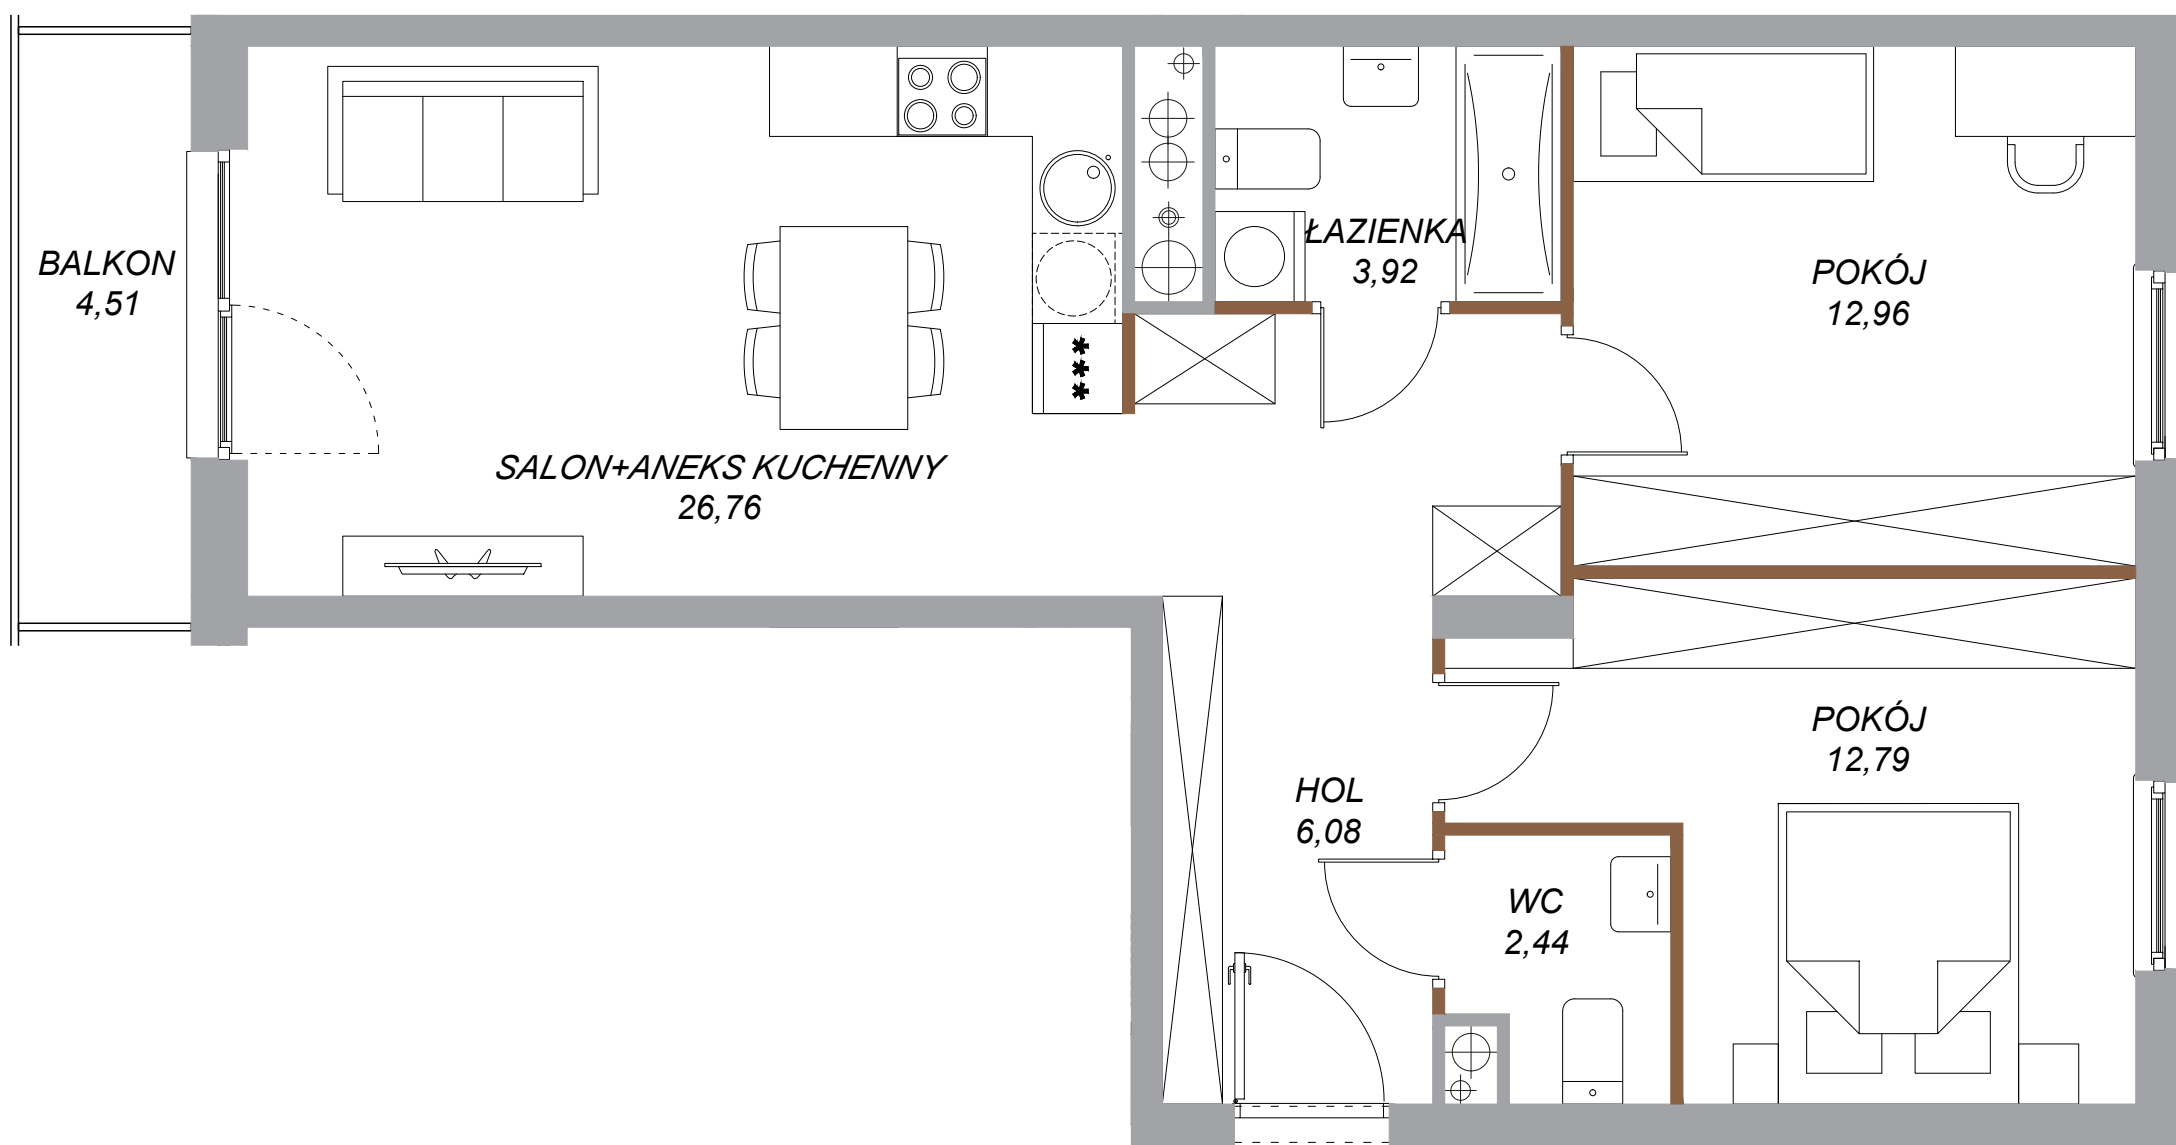 BALKON
4,51
SALON+ANEKS KUCHENNY
26,76
ŁAZIENKA
3,92
POKÓJ
12,96
POKÓJ
12,79
HOL
6,08
WC
2,44